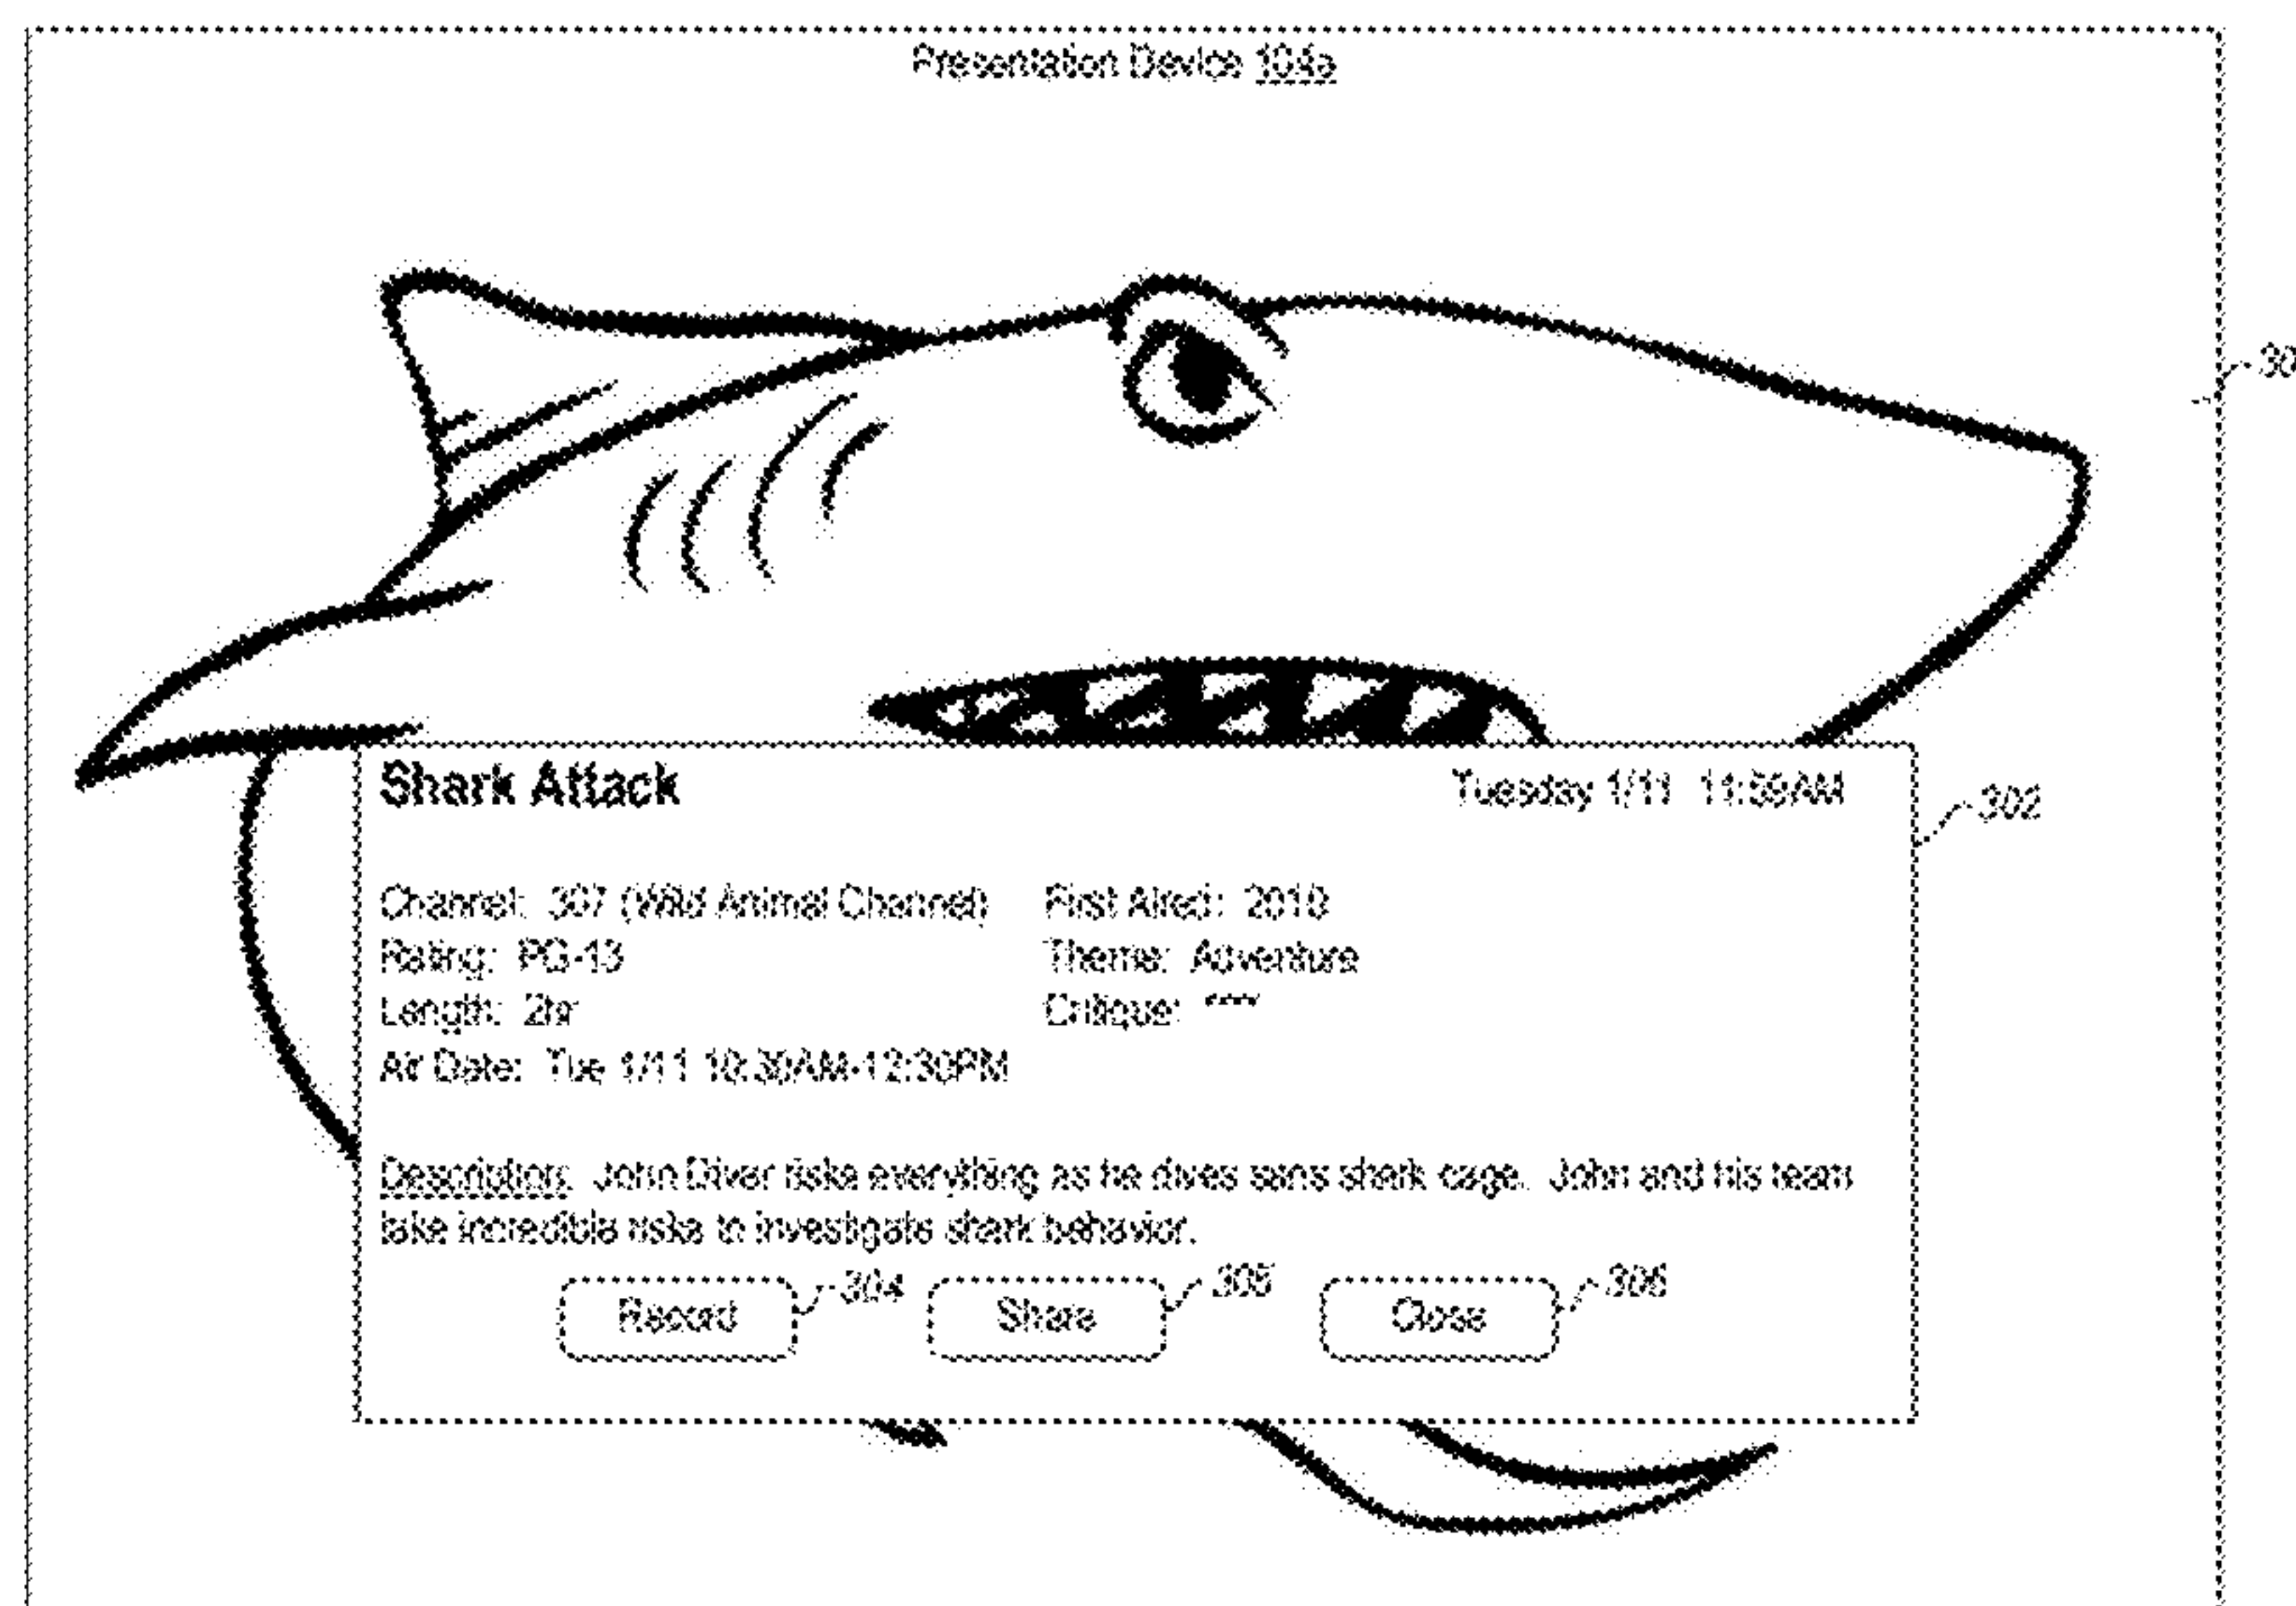 Presentation Device 104a
30
Shark Attack Tuesday 1/11 11:59AM
302
Channel: 307 (Wild Animal Channel) First Aired: 2010
Rating: PG-13 Theme: Adventure
Length: 2hr Critique: ****
Air Date: Tue 1/11 10:30AM-12:30PM
Description: John Diver risks everything as he dives sans shark cage. John and his team
take incredible risks to investigate shark behavior.
Record 304 Share 305 Close 306